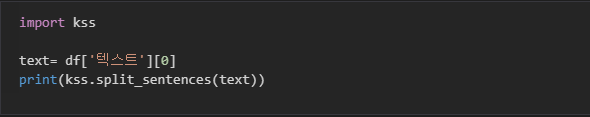 import kss
text= df['텍스트'][0]
print(kss.split_sentences(text))